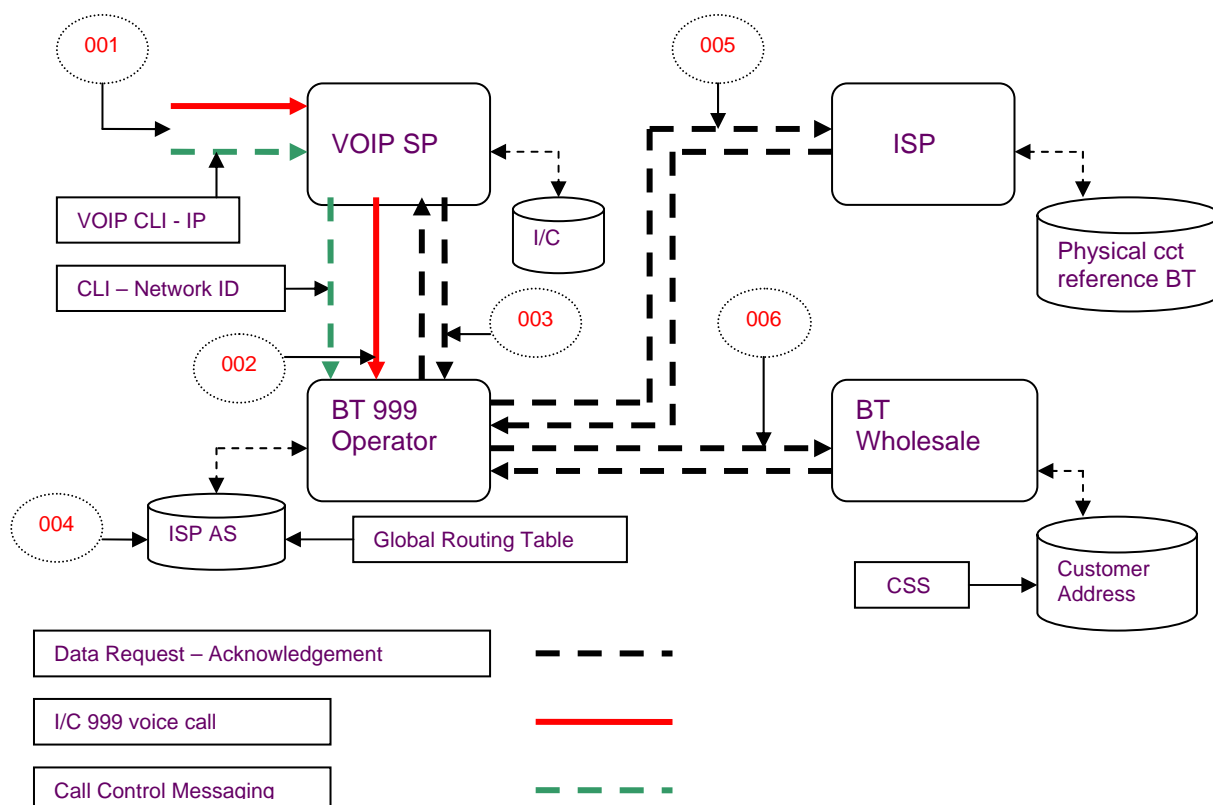 001
005
VOIP SP
ISP
VOIP CLI - IP
I/C
Physical cct
reference BT
CLI – Network ID
003
006
002
BT 999
Operator
BT
Wholesale
004
ISP AS
Global Routing Table
CSS
Customer
Address
Data Request – Acknowledgement
I/C 999 voice call
Call Control Messaging